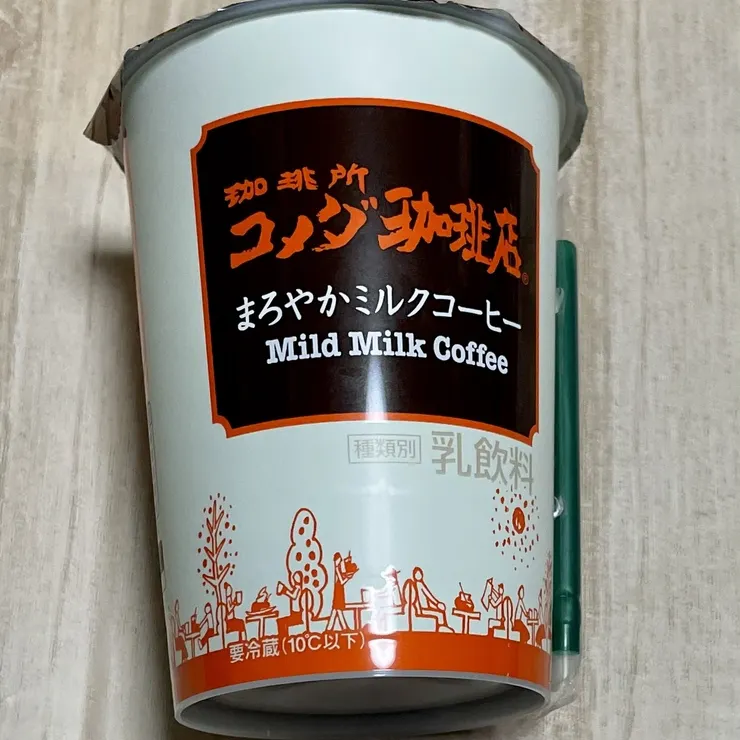 珈琲所
コメダ珈琲店®
まろやかミルクコーヒー
Mild Milk Coffee
種類別 乳飲料
要冷蔵(10℃以下)